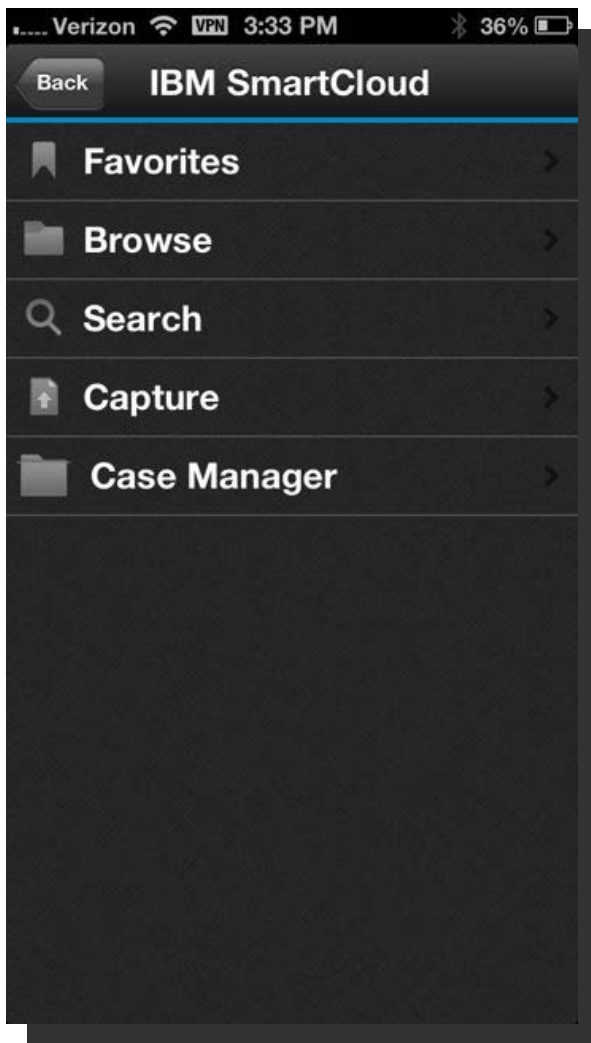 Verizon VPN 3:33 PM 36%
Back IBM SmartCloud
Favorites
Browse
Search
Capture
Case Manager